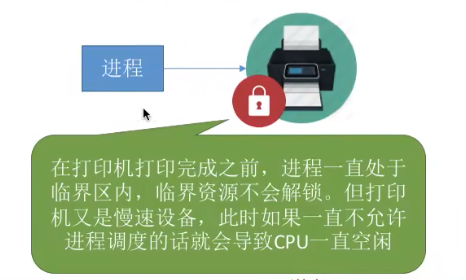 进程
在打印机打印完成之前，进程一直处于
临界区内，临界资源不会解锁。但打印
机又是慢速设备，此时如果一直不允许
进程调度的话就会导致CPU一直空闲